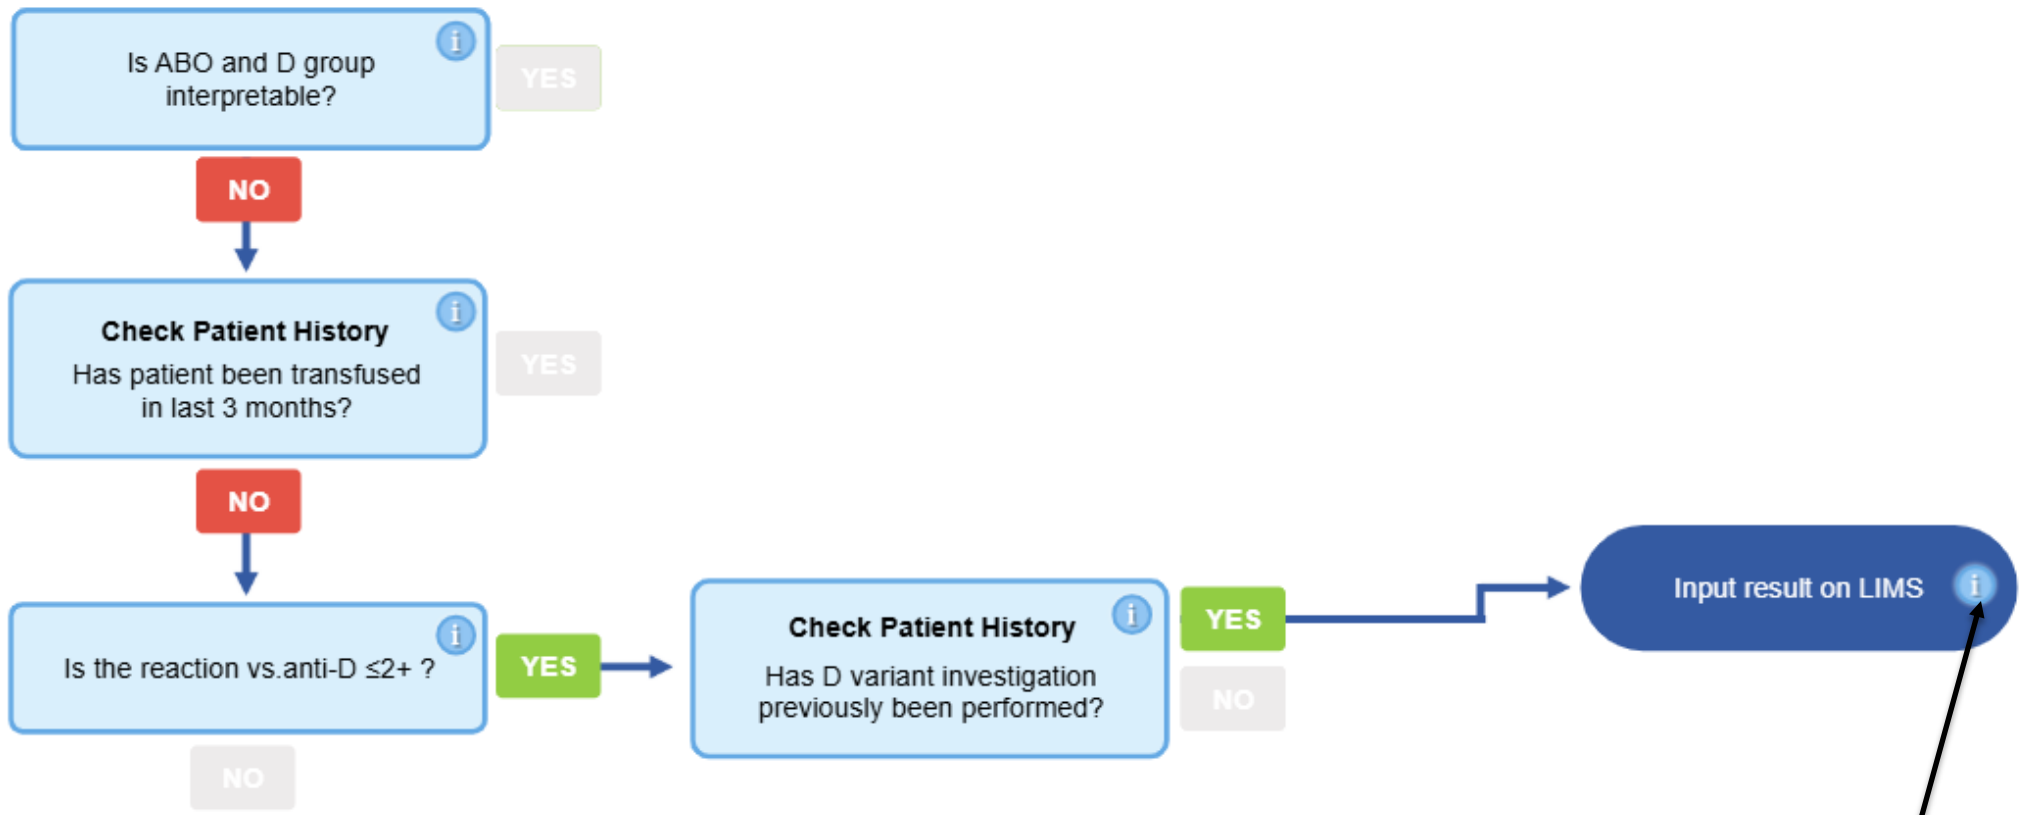 Is ABO and D group
interpretable?
i
YES
NO
Check Patient History
i
Has patient been transfused
in last 3 months?
YES
NO
Is the reaction vs.anti-D ≤2+ ?
i
YES
NO
Check Patient History
i
Has D variant investigation
previously been performed?
YES
NO
Input result on LIMS
i